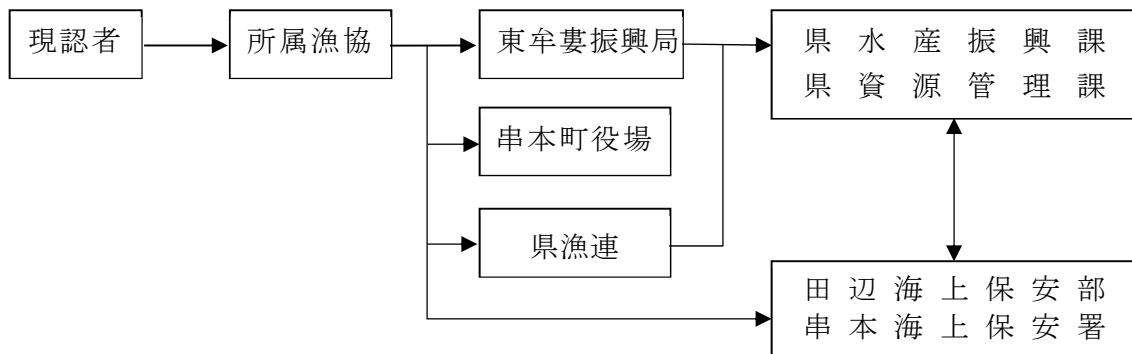 現認者
所属漁協
東牟婁振興局
県水産振興課
県資源管理課
串本町役場
県漁連
田辺海上保安部
串本海上保安署